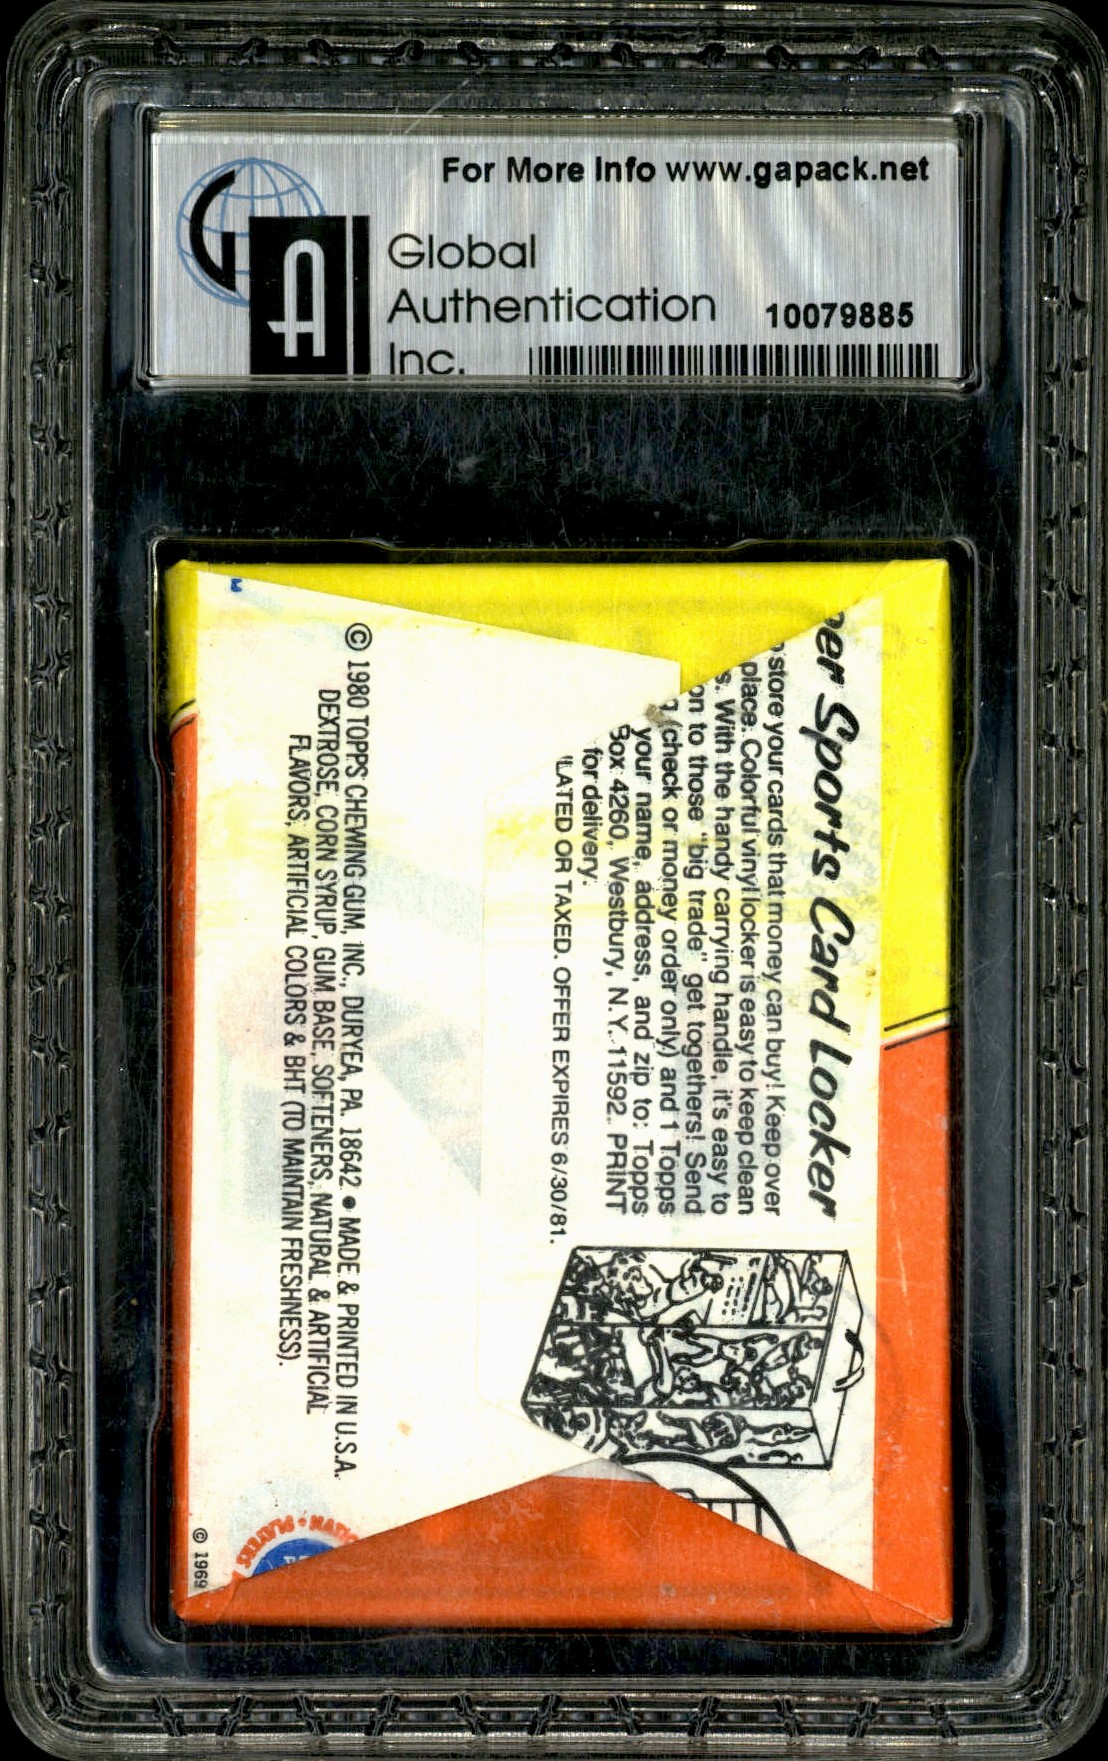 For More Info www.gapack.net
GA
Global
Authentication
Inc.
10079885
er Sports Card Locker
store your cards that money can buy! Keep over
place. Colorful vinyl locker is easy to keep clean
s. With the handy carrying handle, it's easy to
on to those "big trade" get togethers! Send
(check or money order only) and 1 Topps
your name, address, and zip to: Topps
Box 4260, Westbury, N.Y. 11592. PRINT
for delivery.
LATED OR TAXED. OFFER EXPIRES 6/30/81.
© 1980 TOPPS CHEWING GUM, INC., DURYEA, PA. 18642 • MADE & PRINTED IN U.S.A.
DEXTROSE, CORN SYRUP, GUM BASE, SOFTENERS, NATURAL & ARTIFICIAL
FLAVORS, ARTIFICIAL COLORS & BHT (TO MAINTAIN FRESHNESS).
PLAYERS
© 1969